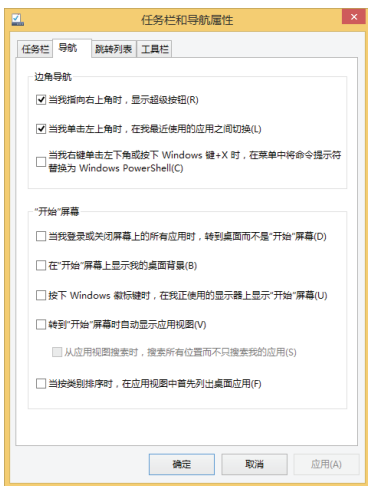 任务栏和导航属性
任务栏 导航 跳转列表 工具栏
边角导航
当我指向右上角时，显示超级按钮(R)
当我单击左上角时，在我最近使用的应用之间切换(L)
当我右键单击左下角或按下 Windows 键+X 时，在菜单中将命令提示符
替换为 Windows PowerShell(C)
"开始"屏幕
当我登录或关闭屏幕上的所有应用时，转到桌面而不是"开始"屏幕(D)
在"开始"屏幕上显示我的桌面背景(B)
按下 Windows 徽标键时，在我正使用的显示器上显示"开始"屏幕(U)
转到"开始"屏幕时自动显示应用视图(V)
从应用视图搜索时，搜索所有位置而不只搜索我的应用(S)
当按类别排序时，在应用视图中首先列出桌面应用(F)
确定 取消 应用(A)